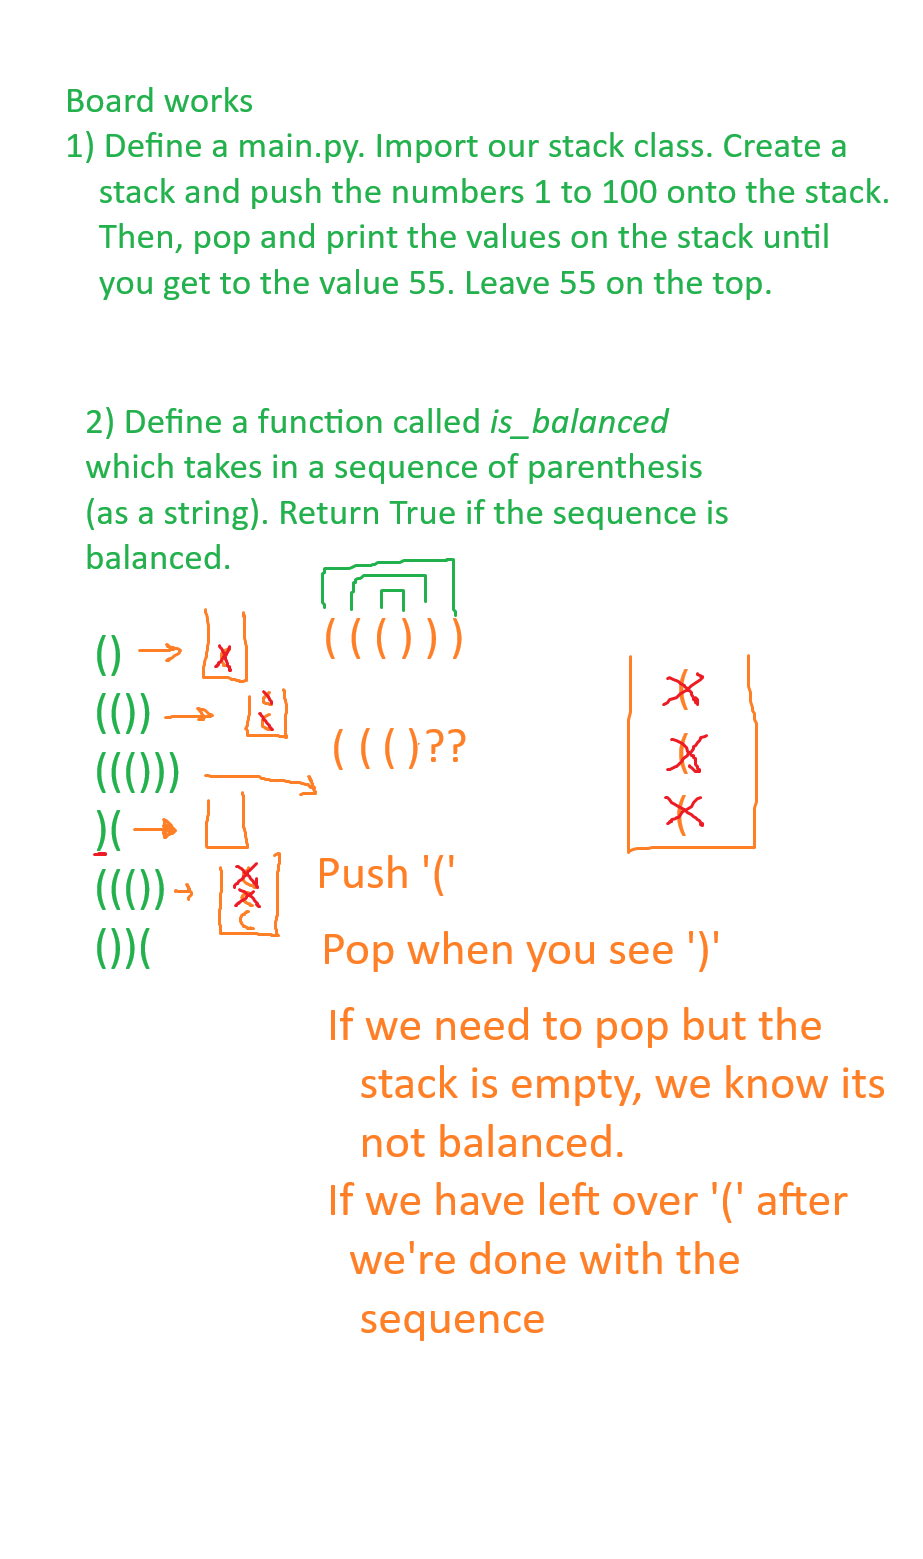 Board works
1) Define a main.py. Import our stack class. Create a
stack and push the numbers 1 to 100 onto the stack.
Then, pop and print the values on the stack until
you get to the value 55. Leave 55 on the top.
2) Define a function called is_balanced
which takes in a sequence of parenthesis
(as a string). Return True if the sequence is
balanced.
()
(())
((()))
)(
((())
())(
((()))
((()??
(
(
(
Push '('
Pop when you see ')'
If we need to pop but the
stack is empty, we know its
not balanced.
If we have left over '(' after
we're done with the
sequence